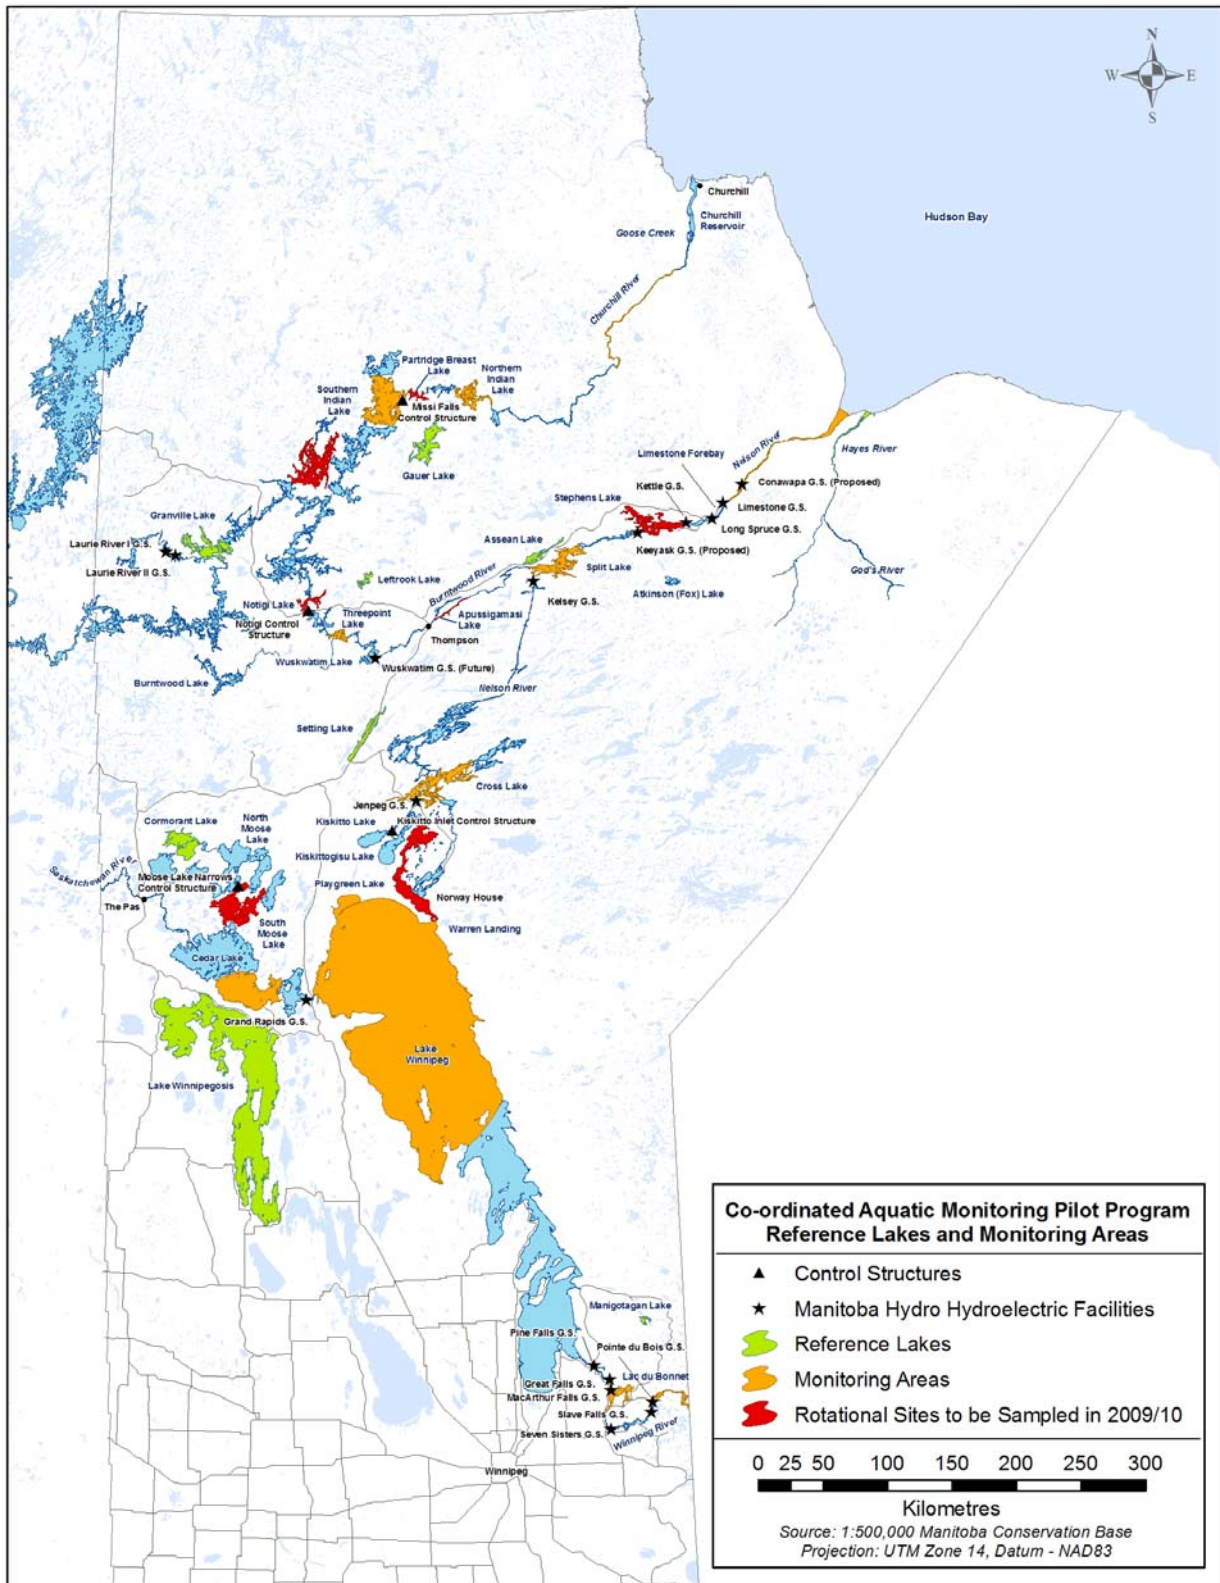 N
W
E
S
Churchill
Churchill
Reservoir
Hudson Bay
Goose Creek
Churchill River
Partridge Breast
Lake
Northern
Indian
Lake
Southern
Indian
Lake
Missi Falls
Control Structure
Gauer Lake
Nelson River
Hayes River
Limestone Forebay
Conawapa G.S. (Proposed)
Kettle G.S.
Limestone G.S.
Stephens Lake
Long Spruce G.S.
Granville Lake
Laurie River I G.S.
Laurie River II G.S.
Assean Lake
Keeyask G.S. (Proposed)
Split Lake
God's River
Leftrook Lake
Burntwood River
Kelsey G.S.
Atkinson (Fox) Lake
Notigi Lake
Notigi Control
Structure
Threepoint
Lake
Apussigamasi
Lake
Thompson
Wuskwatim Lake
Wuskwatim G.S. (Future)
Burntwood Lake
Nelson River
Setting Lake
Cross Lake
Jenpeg G.S.
Cormorant Lake
North
Moose
Lake
Kiskitto Lake
Kiskitto Inlet Control Structure
Kiskittogisu Lake
Saskatchewan River
Moose Lake Narrows
Control Structure
Playgreen Lake
Norway House
The Pas
South
Moose
Lake
Warren Landing
Cedar Lake
Grand Rapids G.S.
Lake
Winnipeg
Lake Winnipegosis
Manigotagan Lake
Pine Falls G.S.
Pointe du Bois G.S.
Great Falls G.S.
Lac du Bonnet
MacArthur Falls G.S.
Slave Falls G.S.
Seven Sisters G.S.
Winnipeg River
Winnipeg
Co-ordinated Aquatic Monitoring Pilot Program
Reference Lakes and Monitoring Areas
Control Structures
Manitoba Hydro Hydroelectric Facilities
Reference Lakes
Monitoring Areas
Rotational Sites to be Sampled in 2009/10
0 25 50 100 150 200 250 300
Kilometres
Source: 1:500,000 Manitoba Conservation Base
Projection: UTM Zone 14, Datum - NAD83